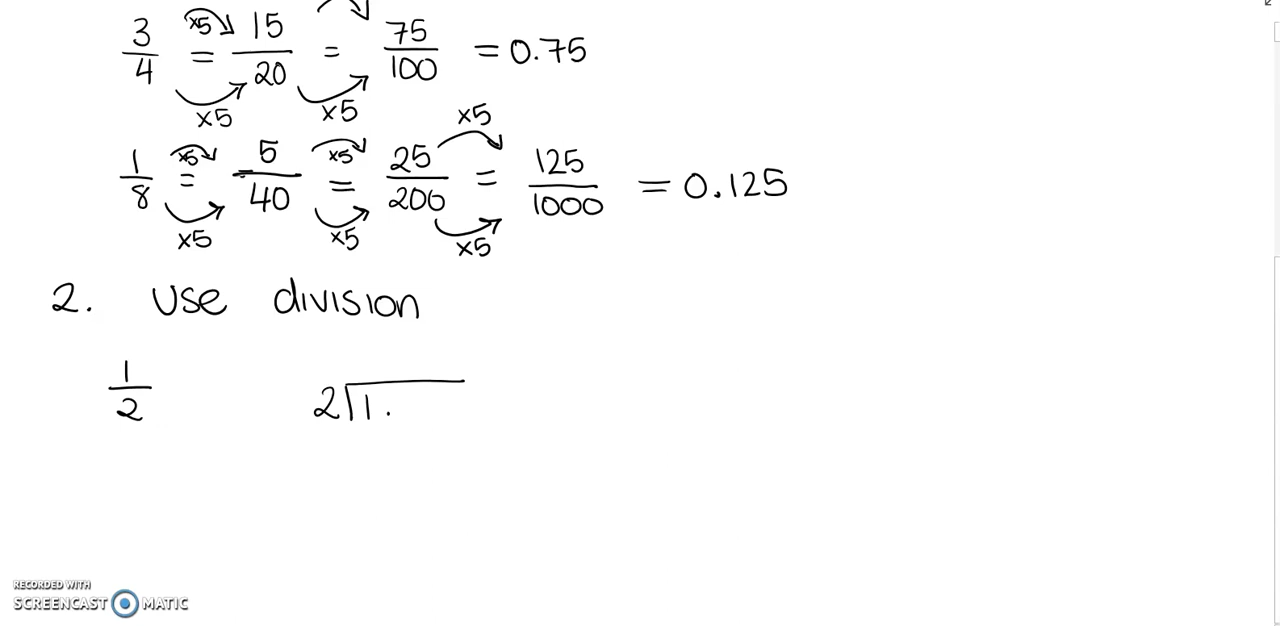 ×5 ×5
3/4 = 15/20 = 75/100 = 0.75
×5 ×5
×5 ×5 ×5
1/8 = 5/40 = 25/200 = 125/1000 = 0.125
×5 ×5 ×5
2. Use division
1/2 2√1.
RECORDED WITH
SCREENCAST MATIC